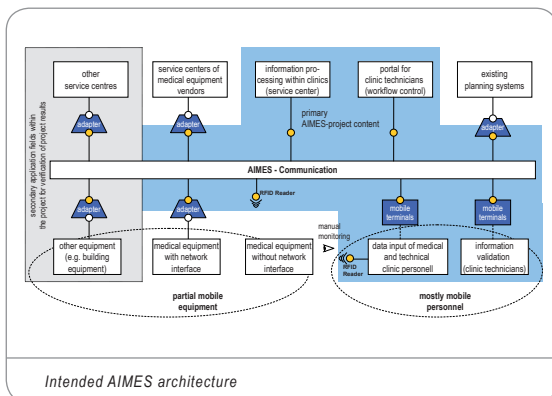 other
service centres
service centers of
medical equipment
vendors
information pro-
cessing within clinics
(service center)
portal for
clinic technicians
(workflow control)
existing
planning systems
secondary application fields within
the project for verification of project results
adapter
adapter
primary
AIMES-project content
adapter
AIMES - Communication
adapter
adapter
RFID Reader
mobile
terminals
mobile
terminals
other equipment
(e.g. building
equipment)
medical equipment
with network
interface
medical equipment
without network
interface
manual
monitoring
RFID
Reader
data input of medical
and technical
clinic personell
information
validation
(clinic technicians)
partial mobile
equipment
mostly mobile
personnel
Intended AIMES architecture